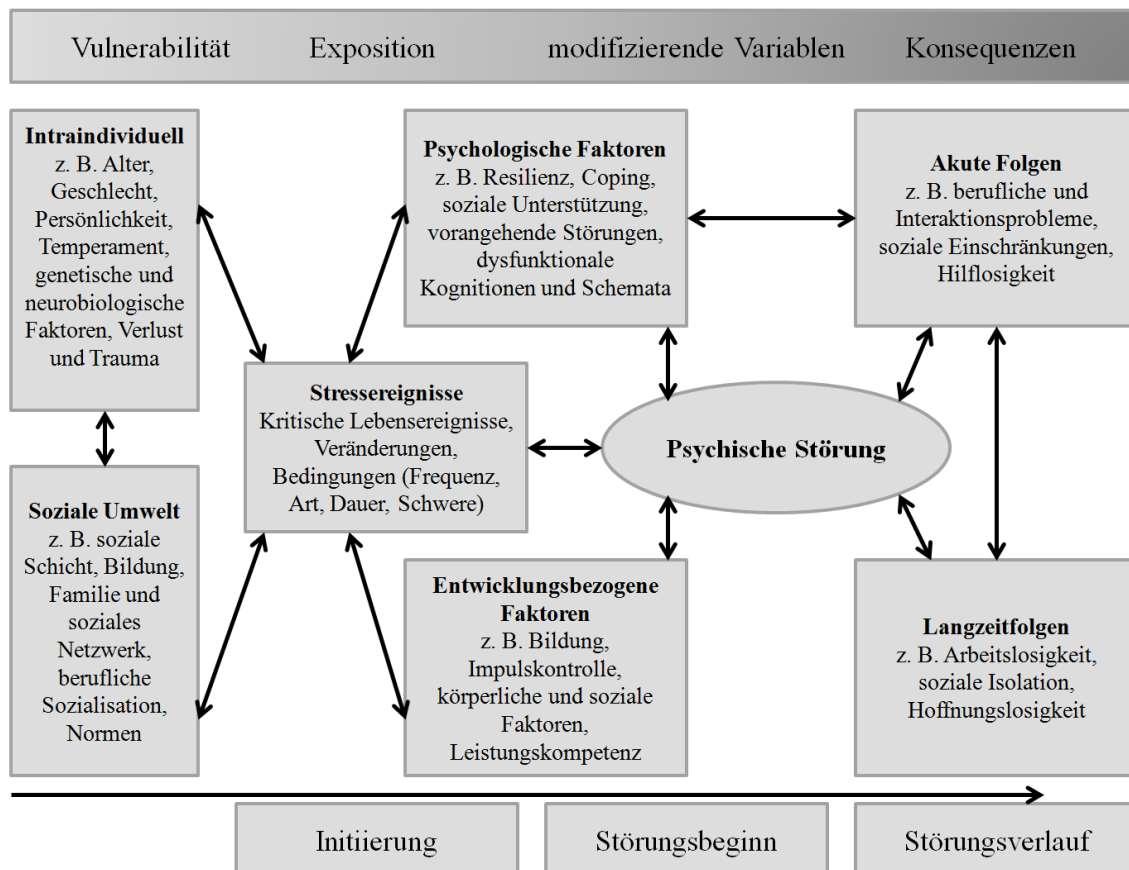 Vulnerabilität Exposition modifizierende Variablen Konsequenzen
Intraindividuell
z. B. Alter,
Geschlecht,
Persönlichkeit,
Temperament,
genetische und
neurobiologische
Faktoren, Verlust
und Trauma
Soziale Umwelt
z. B. soziale
Schicht, Bildung,
Familie und
soziales
Netzwerk,
berufliche
Sozialisation,
Normen
Stressereignisse
Kritische Lebensereignisse,
Veränderungen,
Bedingungen (Frequenz,
Art, Dauer, Schwere)
Psychologische Faktoren
z. B. Resilienz, Coping,
soziale Unterstützung,
vorangehende Störungen,
dysfunktionale
Kognitionen und Schemata
Psychische Störung
Entwicklungsbezogene
Faktoren
z. B. Bildung,
Impulskontrolle,
körperliche und soziale
Faktoren,
Leistungskompetenz
Akute Folgen
z. B. berufliche und
Interaktionsprobleme,
soziale Einschränkungen,
Hilflosigkeit
Langzeitfolgen
z. B. Arbeitslosigkeit,
soziale Isolation,
Hoffnungslosigkeit
Initiierung Störungsbeginn Störungsverlauf